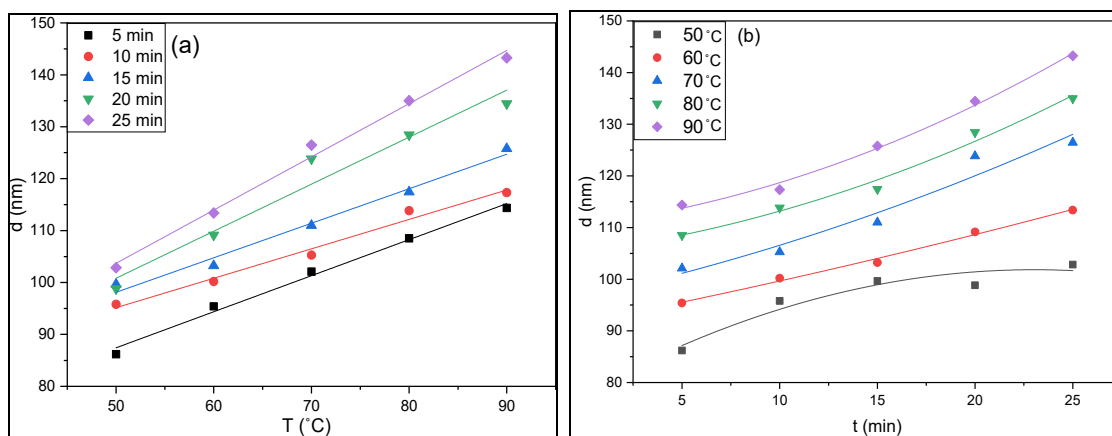 (a)
5 min
10 min
15 min
20 min
25 min
150
140
130
120
110
100
90
80
d (nm)
50 60 70 80 90
T (˚C)
(b)
50 ˚C
60 ˚C
70 ˚C
80 ˚C
90 ˚C
150
140
130
120
110
100
90
80
d (nm)
5 10 15 20 25
t (min)